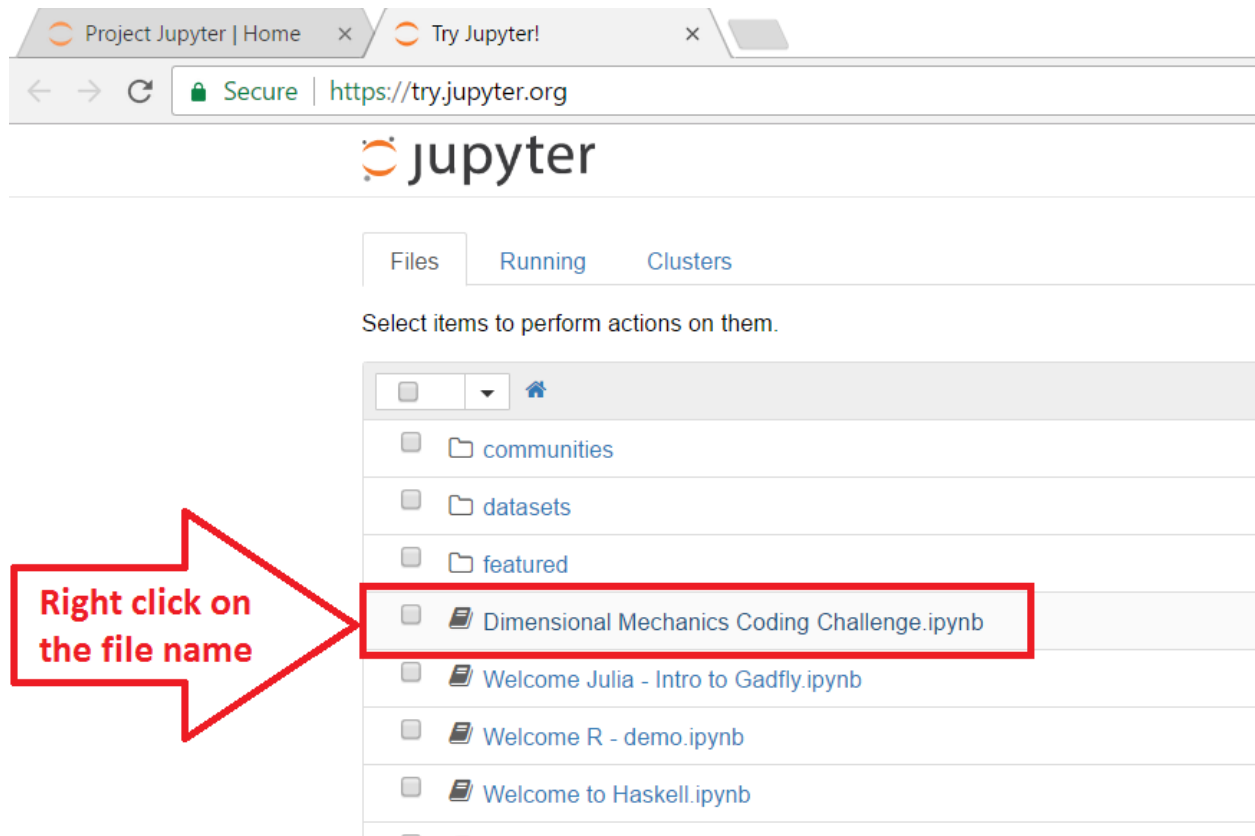 Project Jupyter | Home
Try Jupyter!
Secure | https://try.jupyter.org
jupyter
Files Running Clusters
Select items to perform actions on them.
communities
datasets
featured
Right click on
the file name
Dimensional Mechanics Coding Challenge.ipynb
Welcome Julia - Intro to Gadfly.ipynb
Welcome R - demo.ipynb
Welcome to Haskell.ipynb